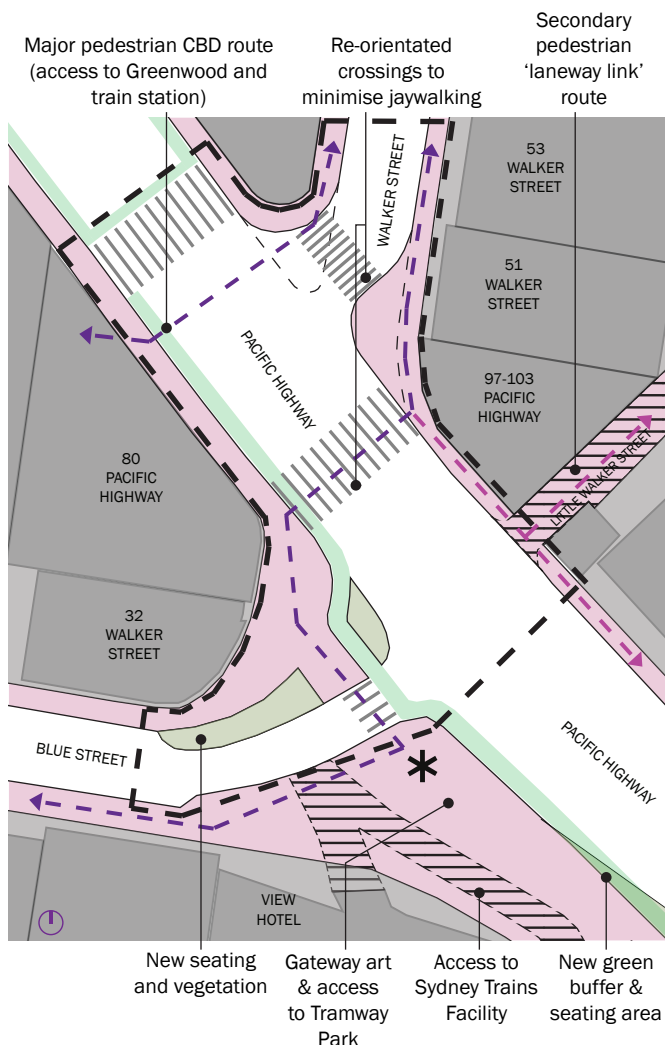 Major pedestrian CBD route
(access to Greenwood and
train station)
Re-orientated
crossings to
minimise jaywalking
Secondary
pedestrian
‘laneway link’
route
WALKER STREET
53
WALKER
STREET
51
WALKER
STREET
PACIFIC HIGHWAY
97-103
PACIFIC
HIGHWAY
LITTLE WALKER STREET
80
PACIFIC
HIGHWAY
32
WALKER
STREET
BLUE STREET
PACIFIC HIGHWAY
VIEW
HOTEL
New seating
and vegetation
Gateway art
& access
to Tramway
Park
Access to
Sydney Trains
Facility
New green
buffer &
seating area